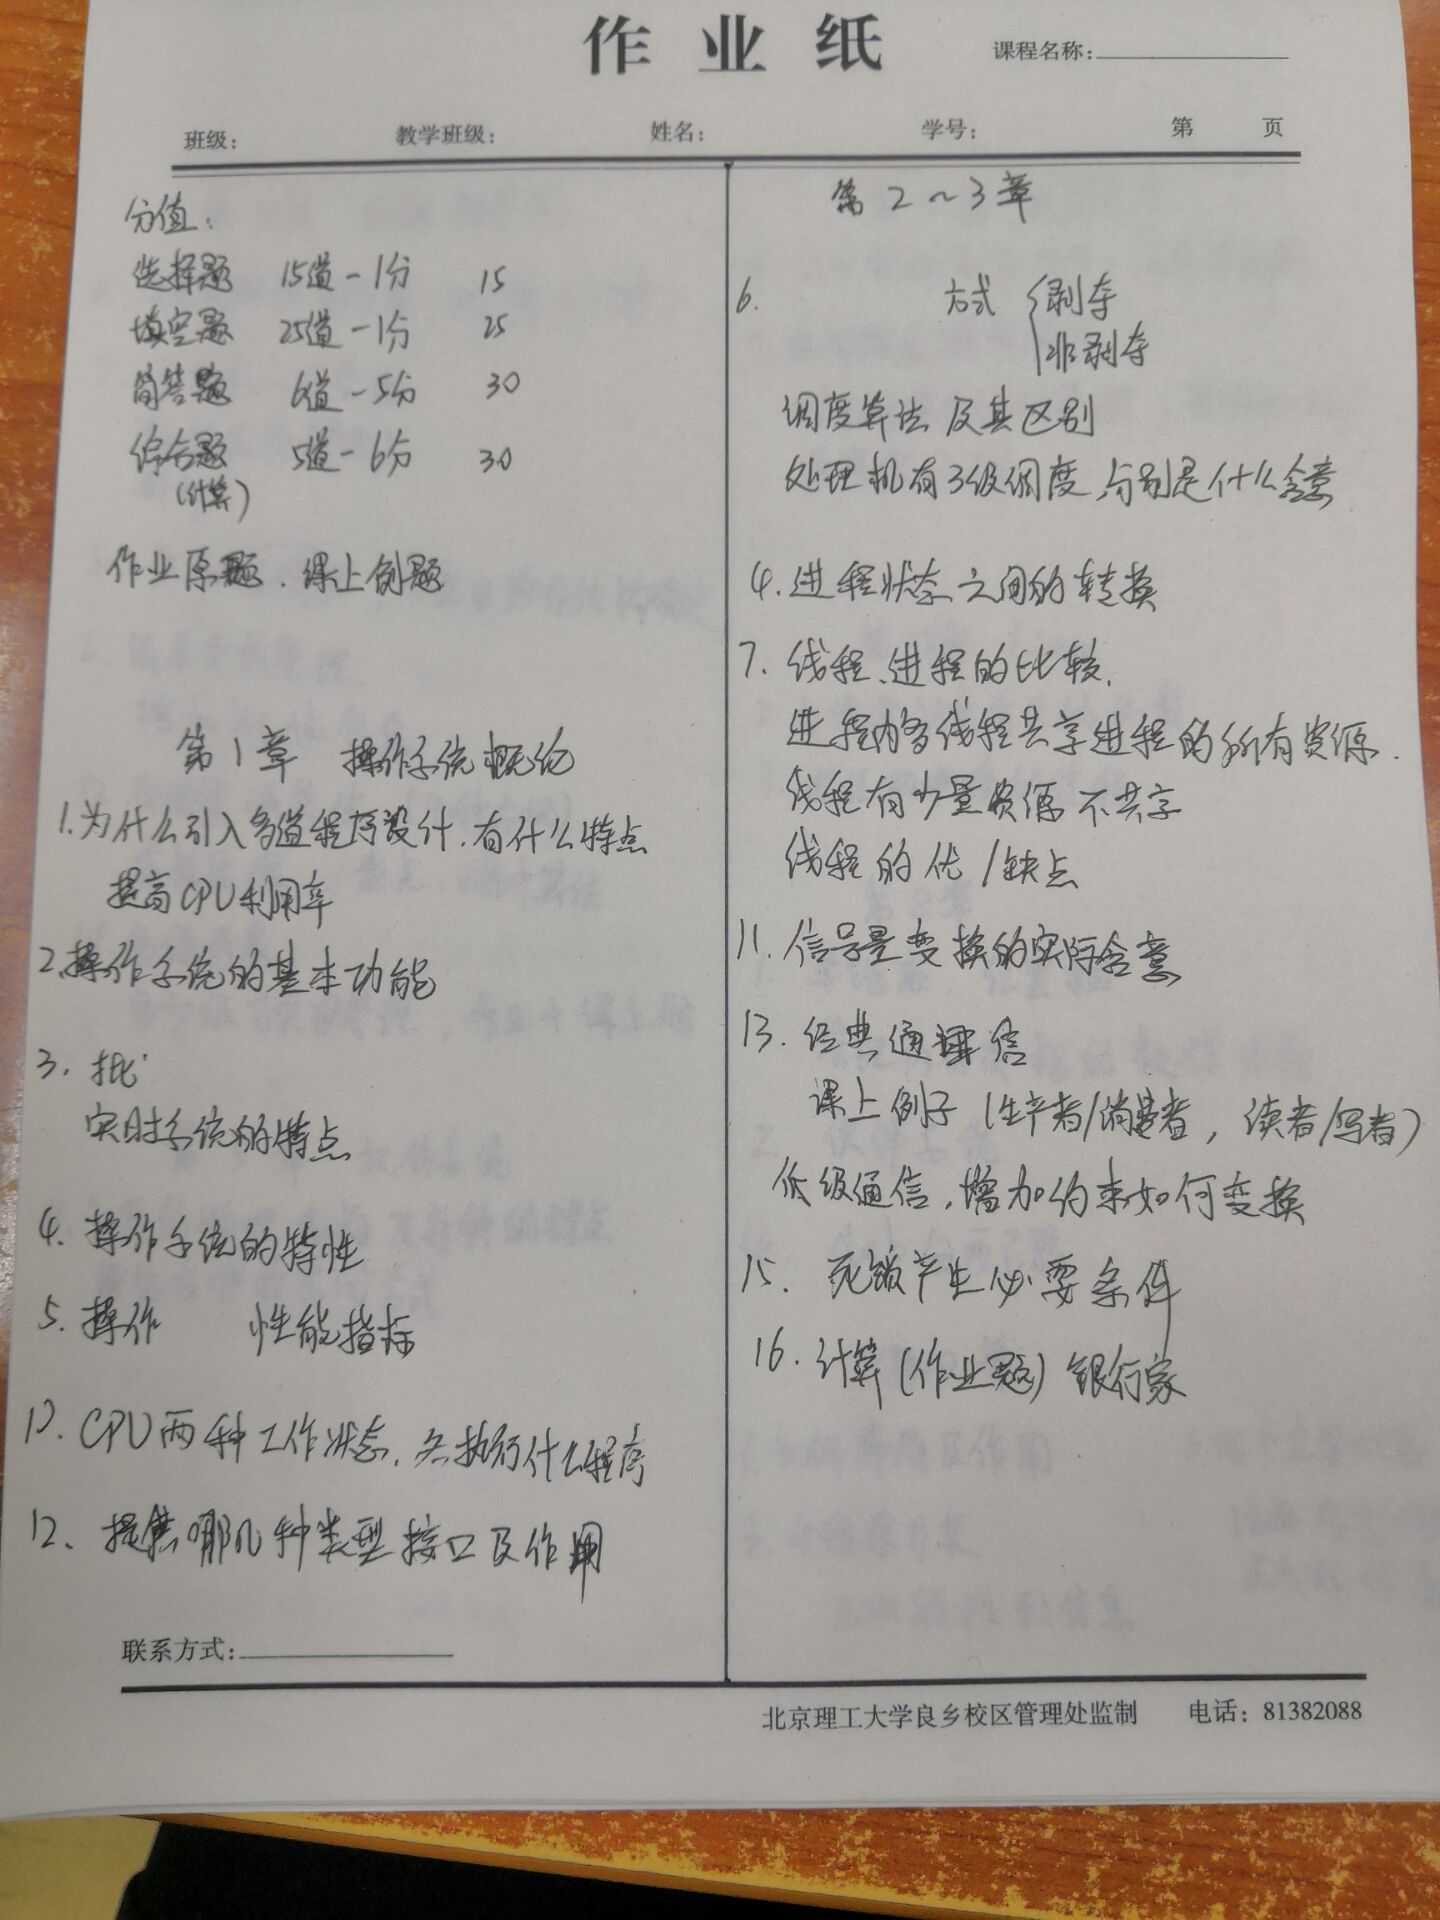 作业纸
课程名称:
班级: 教学班级: 姓名: 学号: 第 页
分值:
选择题 15道-1分 15
填空题 25道-1分 25
简答题 6道-5分 30
综合题 5道-6分 30
(计算)
作业原题、课上例题
第1章 操作系统概论
1.为什么引入多道程序设计,有什么特点
提高CPU利用率
2.操作系统的基本功能
3.批
实时系统的特点
4.操作系统的特性
5.操作 性能指标
CPU两种工作状态,各执行什么程序
12.提供哪几种类型接口及作用
联系方式:
第2~3章
6. 方式 剥夺
非剥夺
调度算法及其区别
处理机有3级调度,分别是什么含意
4.进程状态之间的转换
7.线程、进程的比较.
进程内各线程共享进程的所有资源.
线程有少量资源不共享
线程的优/缺点
11.信号量变换的实际含意
13.经典通信
课上例子(生产者/消费者,读者/写者)
低级通信,增加约束如何变换
15.死锁产生必要条件
16.计算(作业题)银行家
北京理工大学良乡校区管理处监制 电话:81382088